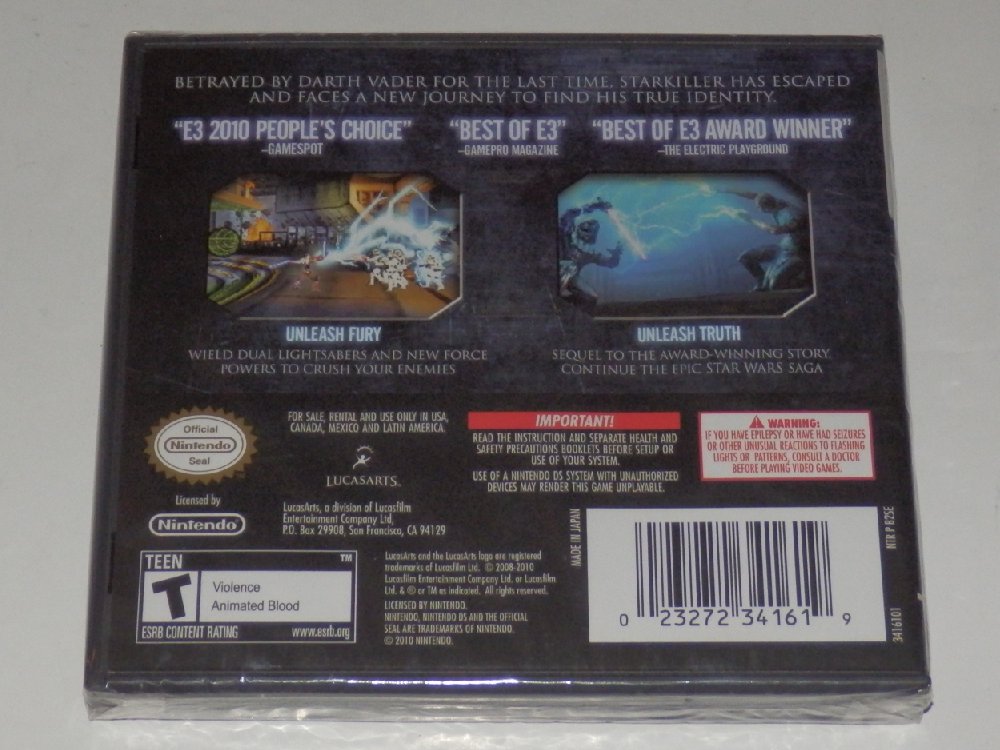 BETRAYED BY DARTH VADER FOR THE LAST TIME, STARKILLER HAS ESCAPED
AND FACES A NEW JOURNEY TO FIND HIS TRUE IDENTITY.
"E3 2010 PEOPLE'S CHOICE"
–GAMESPOT
"BEST OF E3"
–GAMEPRO MAGAZINE
"BEST OF E3 AWARD WINNER"
–THE ELECTRIC PLAYGROUND
UNLEASH FURY
WIELD DUAL LIGHTSABERS AND NEW FORCE
POWERS TO CRUSH YOUR ENEMIES
UNLEASH TRUTH
SEQUEL TO THE AWARD-WINNING STORY.
CONTINUE THE EPIC STAR WARS SAGA
Official
Nintendo
Seal
Licensed by
Nintendo
FOR SALE, RENTAL AND USE ONLY IN USA,
CANADA, MEXICO AND LATIN AMERICA.
LUCASARTS.
LucasArts, a division of Lucasfilm
Entertainment Company Ltd.
P.O. Box 29908, San Francisco, CA 94129
IMPORTANT!
READ THE INSTRUCTION AND SEPARATE HEALTH AND
SAFETY PRECAUTIONS BOOKLETS BEFORE SETUP OR
USE OF YOUR SYSTEM.
USE OF A NINTENDO DS SYSTEM WITH UNAUTHORIZED
DEVICES MAY RENDER THIS GAME UNPLAYABLE.
WARNING:
IF YOU HAVE EPILEPSY OR HAVE HAD SEIZURES
OR OTHER UNUSUAL REACTIONS TO FLASHING
LIGHTS OR PATTERNS, CONSULT A DOCTOR
BEFORE PLAYING VIDEO GAMES.
TEEN
TM
T
Violence
Animated Blood
ESRB CONTENT RATING
www.esrb.org
LucasArts and the LucasArts logo are registered
trademarks of Lucasfilm Ltd. © 2008-2010
Lucasfilm Entertainment Company Ltd. or Lucasfilm
Ltd. & ® or TM as indicated. All rights reserved.
LICENSED BY NINTENDO.
NINTENDO, NINTENDO DS AND THE OFFICIAL
SEAL ARE TRADEMARKS OF NINTENDO.
© 2010 NINTENDO.
MADE IN JAPAN
0 23272 34161 9
NTR P B2SE
3416101